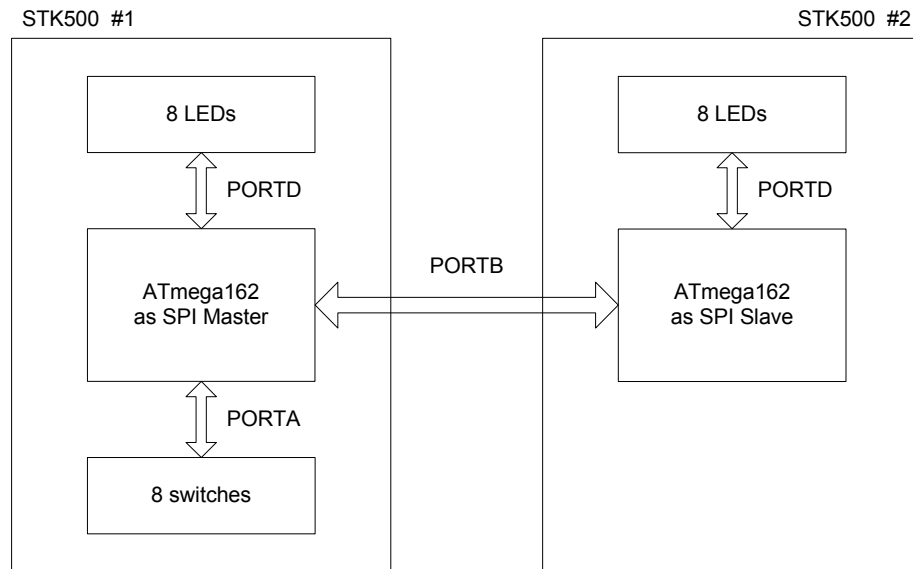 STK500 #1
STK500 #2
8 LEDs
8 LEDs
PORTD
PORTD
PORTB
ATmega162
as SPI Master
ATmega162
as SPI Slave
PORTA
8 switches